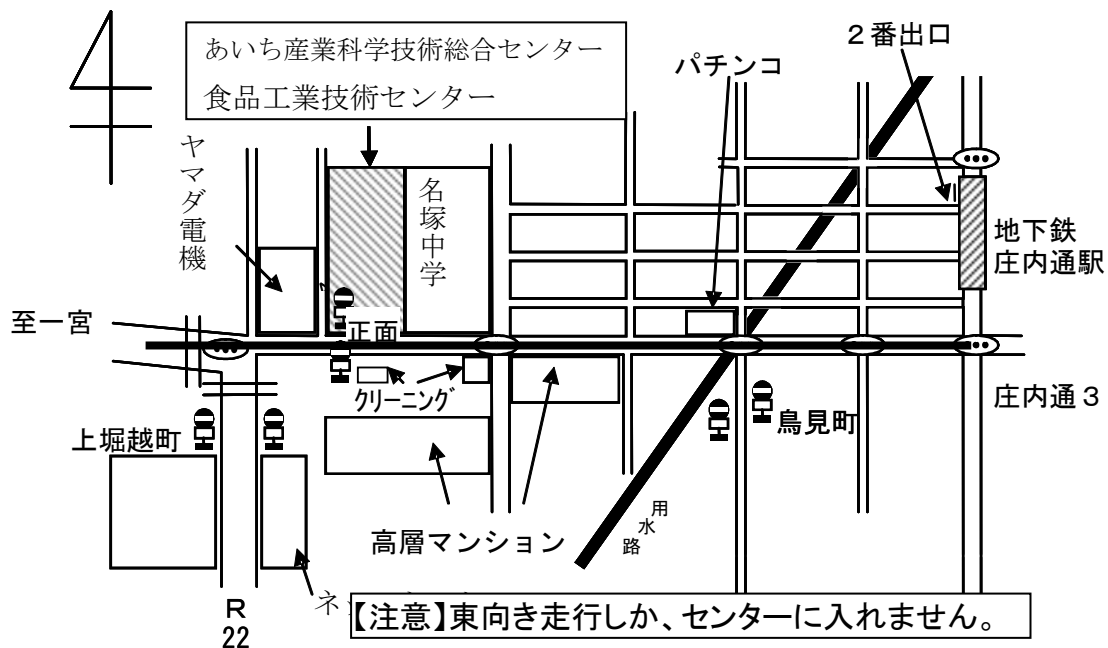 あいち産業科学技術総合センター
食品工業技術センター
２番出口
パチンコ
ヤマダ電機
名塚中学
地下鉄
庄内通駅
至一宮
正面
ｸﾘｰﾆﾝｸﾞ
庄内通３
上堀越町
鳥見町
用水路
高層マンション
R
22
【注意】東向き走行しか、センターに入れません。